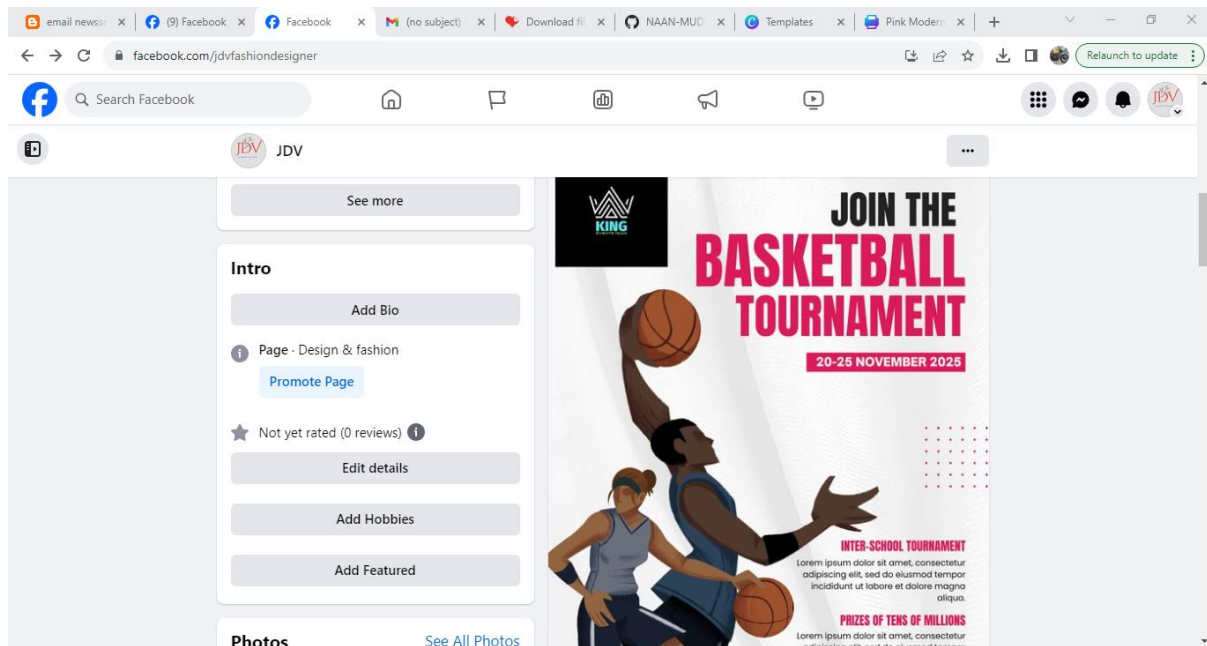 email newss
(9) Facebook
Facebook
(no subject)
Download fil
NAAN-MUD
Templates
Pink Modern
facebook.com/jdvfashiondesigner
Relaunch to update
Search Facebook
JDV
JDV
JDV
See more
Intro
Add Bio
Page · Design & fashion
Promote Page
Not yet rated (0 reviews)
Edit details
Add Hobbies
Add Featured
Photos
See All Photos
KING
JOIN THE
BASKETBALL
TOURNAMENT
20-25 NOVEMBER 2025
INTER-SCHOOL TOURNAMENT
Lorem ipsum dolor sit amet, consectetur
adipiscing elit, sed do eiusmod tempor
incididunt ut labore et dolore magna
aliqua.
PRIZES OF TENS OF MILLIONS
Lorem ipsum dolor sit amet, consectetur